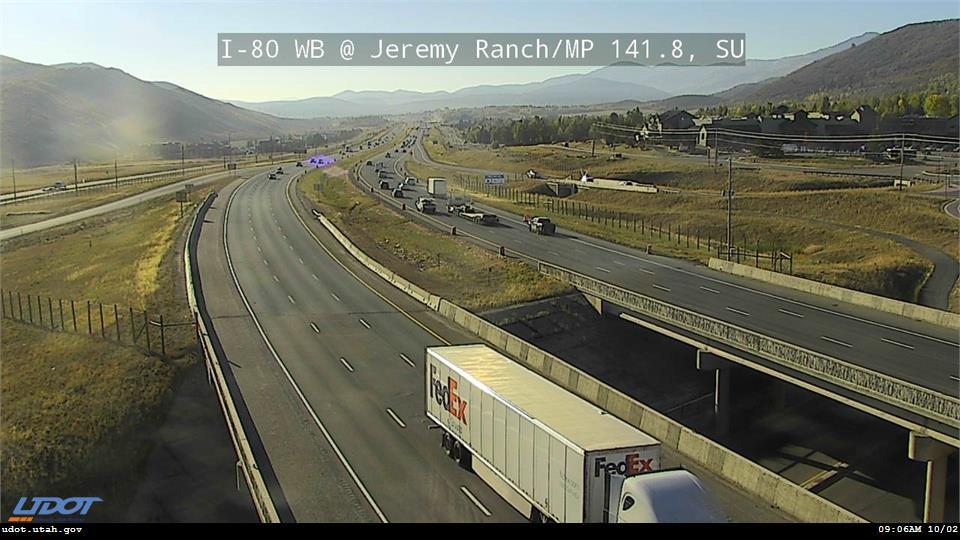 I-80 WB @ Jeremy Ranch/MP 141.8, SU
FedEx
FedEx
UDOT
udot.utah.gov
09:06AM 10/02